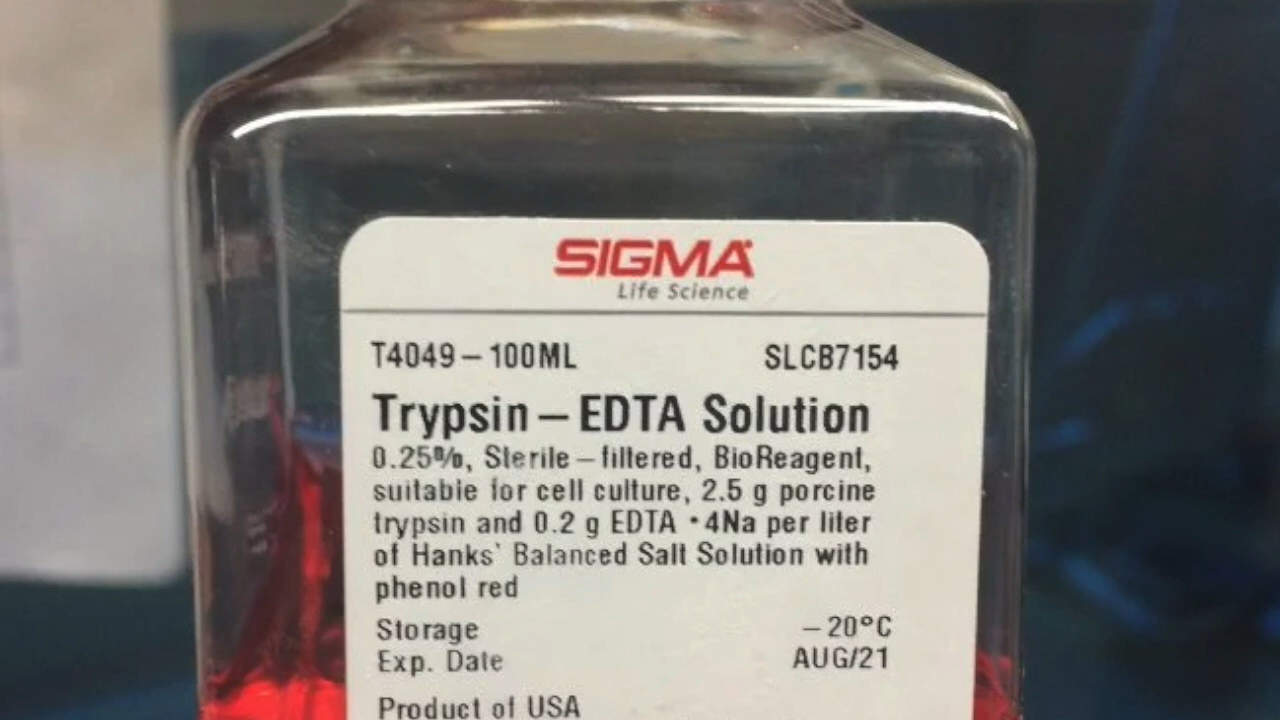 SIGMA
Life Science
T4049-100ML SLCB7154
Trypsin-EDTA Solution
0.25%, Sterile-filtered, BioReagent,
suitable for cell culture, 2.5 g porcine
trypsin and 0.2 g EDTA • 4Na per liter
of Hanks' Balanced Salt Solution with
phenol red
Storage -20°C
Exp. Date AUG/21
Product of USA